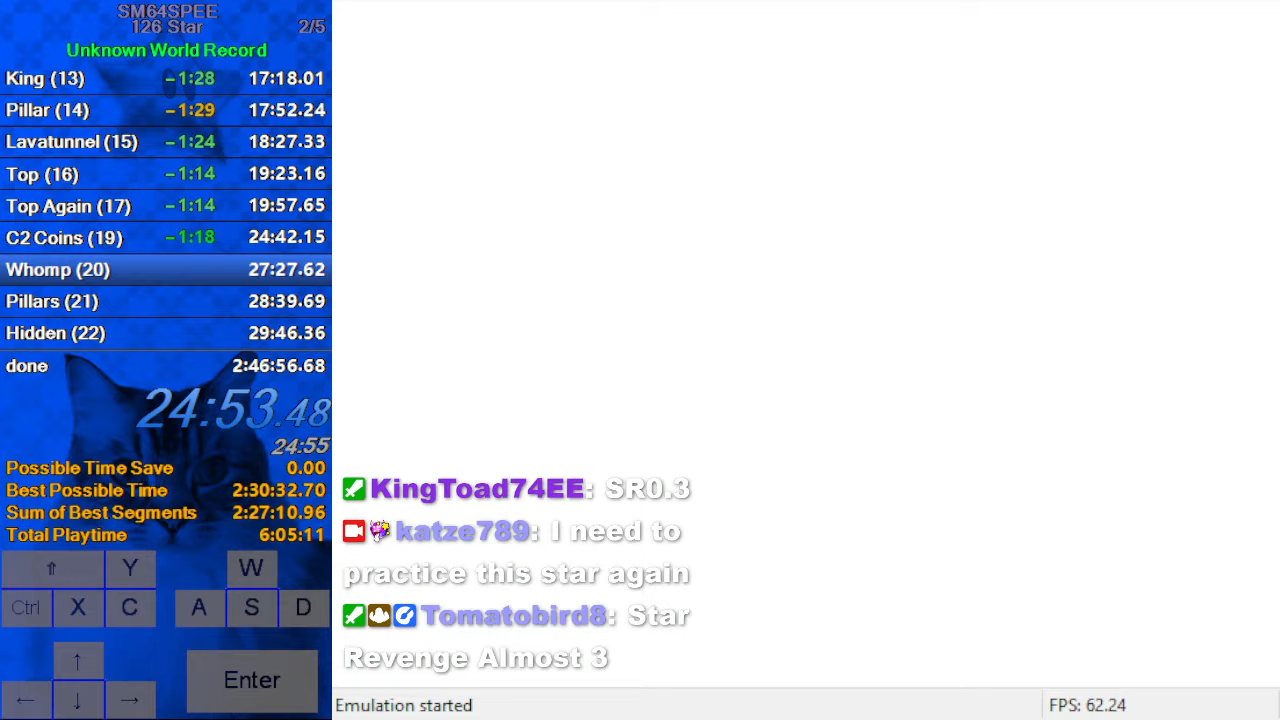 SM64SPEE
126 Star 2/5
Unknown World Record
King (13) −1:28 17:18.01
Pillar (14) −1:29 17:52.24
Lavatunnel (15) −1:24 18:27.33
Top (16) −1:14 19:23.16
Top Again (17) −1:14 19:57.65
C2 Coins (19) −1:18 24:42.15
Whomp (20) 27:27.62
Pillars (21) 28:39.69
Hidden (22) 29:46.36
done 2:46:56.68
24:53.48
24:55
Possible Time Save 0.00
Best Possible Time 2:30:32.70
Sum of Best Segments 2:27:10.96
Total Playtime 6:05:11
⇑ Y W
Ctrl X C A S D
↑
← ↓ → Enter
KingToad74EE: SR0.3
katze789: I need to
practice this star again
Tomatobird8: Star
Revenge Almost 3
Emulation started FPS: 62.24